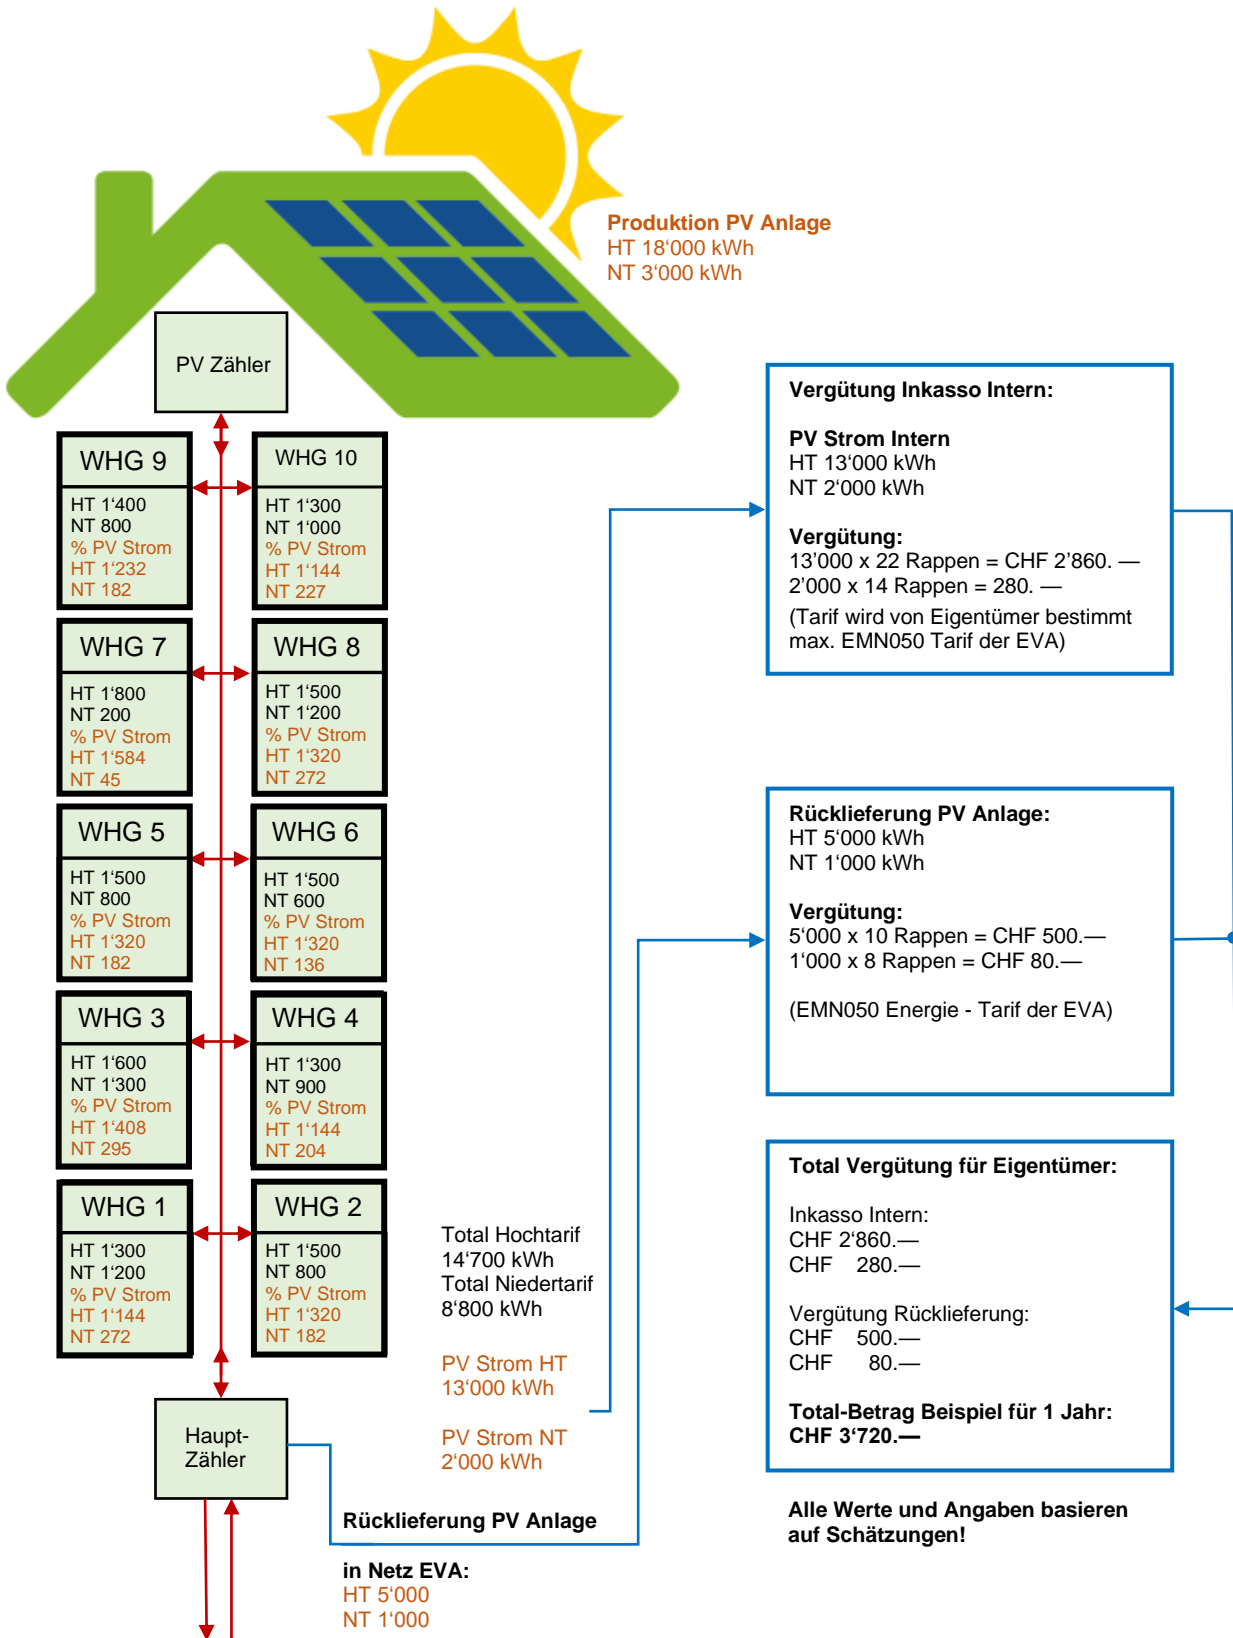 Produktion PV Anlage
HT 18‘000 kWh
NT 3‘000 kWh
PV Zähler
WHG 9
HT 1‘400
NT 800
% PV Strom
HT 1‘232
NT 182
WHG 10
HT 1‘300
NT 1‘000
% PV Strom
HT 1‘144
NT 227
WHG 7
HT 1‘800
NT 200
% PV Strom
HT 1‘584
NT 45
WHG 8
HT 1‘500
NT 1‘200
% PV Strom
HT 1‘320
NT 272
WHG 5
HT 1‘500
NT 800
% PV Strom
HT 1‘320
NT 182
WHG 6
HT 1‘500
NT 600
% PV Strom
HT 1‘320
NT 136
WHG 3
HT 1‘600
NT 1‘300
% PV Strom
HT 1‘408
NT 295
WHG 4
HT 1‘300
NT 900
% PV Strom
HT 1‘144
NT 204
WHG 1
HT 1‘300
NT 1‘200
% PV Strom
HT 1‘144
NT 272
WHG 2
HT 1‘500
NT 800
% PV Strom
HT 1‘320
NT 182
Haupt-
Zähler
Total Hochtarif
14‘700 kWh
Total Niedertarif
8‘800 kWh
PV Strom HT
13‘000 kWh
PV Strom NT
2‘000 kWh
Rücklieferung PV Anlage
in Netz EVA:
HT 5‘000
NT 1‘000
Vergütung Inkasso Intern:
PV Strom Intern
HT 13‘000 kWh
NT 2‘000 kWh
Vergütung:
13’000 x 22 Rappen = CHF 2’860. —
2’000 x 14 Rappen = 280. —
(Tarif wird von Eigentümer bestimmt
max. EMN050 Tarif der EVA)
Rücklieferung PV Anlage:
HT 5‘000 kWh
NT 1‘000 kWh
Vergütung:
5‘000 x 10 Rappen = CHF 500.—
1‘000 x 8 Rappen = CHF 80.—
(EMN050 Energie - Tarif der EVA)
Total Vergütung für Eigentümer:
Inkasso Intern:
CHF 2‘860.—
CHF 280.—
Vergütung Rücklieferung:
CHF 500.—
CHF 80.—
Total-Betrag Beispiel für 1 Jahr:
CHF 3‘720.—
Alle Werte und Angaben basieren
auf Schätzungen!